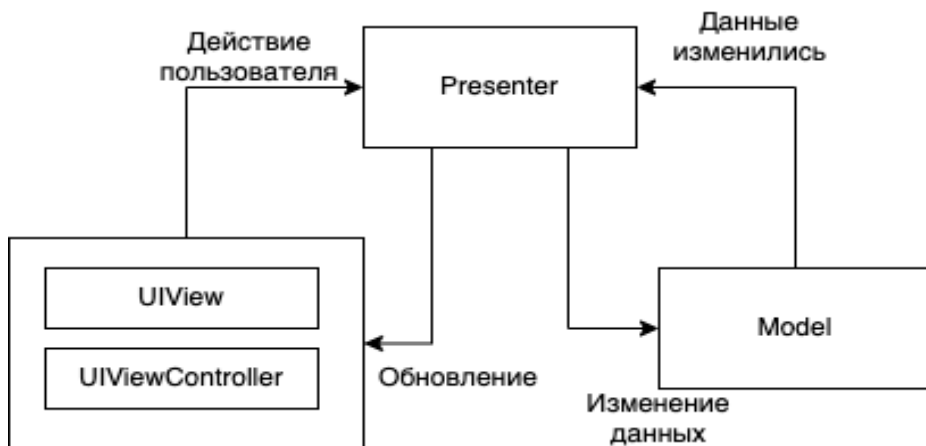 Действие
пользователя
Presenter
Данные
изменились
UIView
UIViewController
Обновление
Model
Изменение
данных